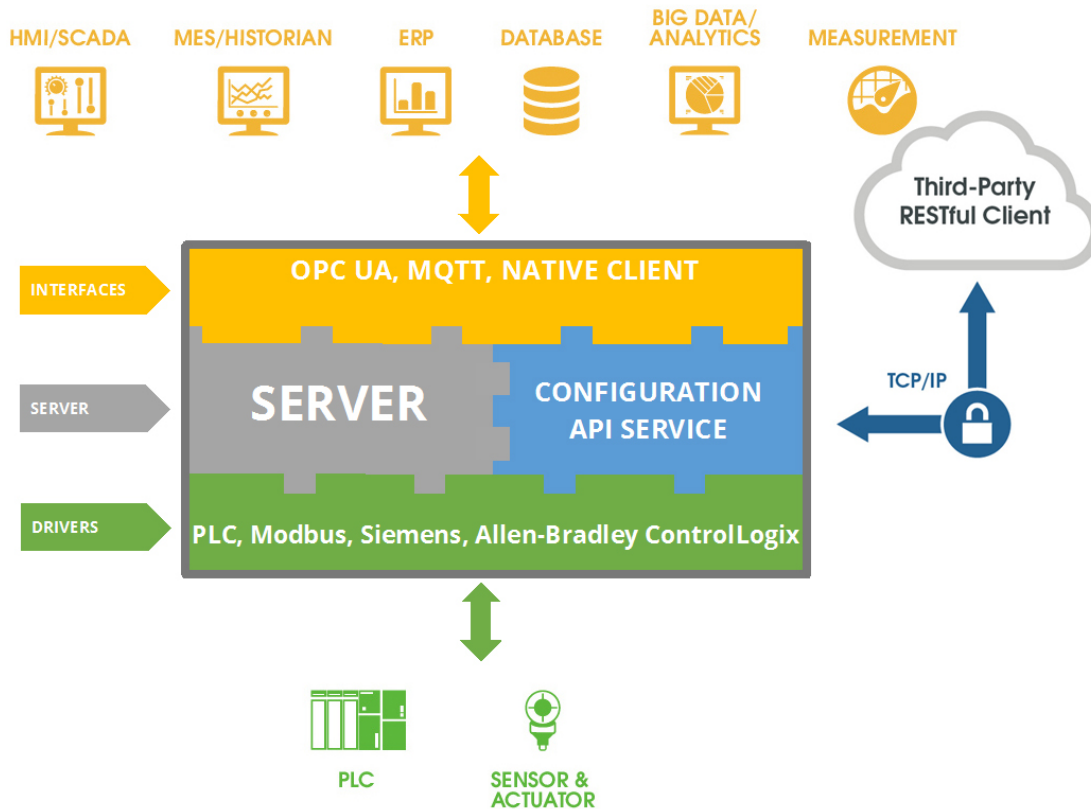 HMI/SCADA
MES/HISTORIAN
ERP
DATABASE
BIG DATA/
ANALYTICS
MEASUREMENT
Third-Party
RESTful Client
INTERFACES
OPC UA, MQTT, NATIVE CLIENT
TCP/IP
SERVER
SERVER
CONFIGURATION
API SERVICE
DRIVERS
PLC, Modbus, Siemens, Allen-Bradley ControlLogix
PLC
SENSOR &
ACTUATOR